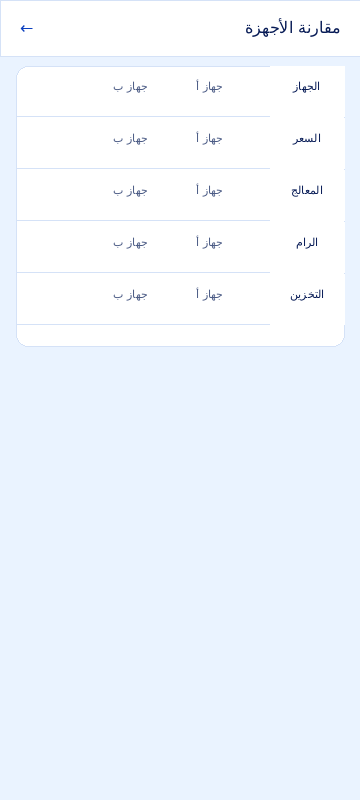 مقارنة الأجهزة ←
الجهاز جهاز أ جهاز ب
السعر جهاز أ جهاز ب
المعالج جهاز أ جهاز ب
الرام جهاز أ جهاز ب
التخزين جهاز أ جهاز ب